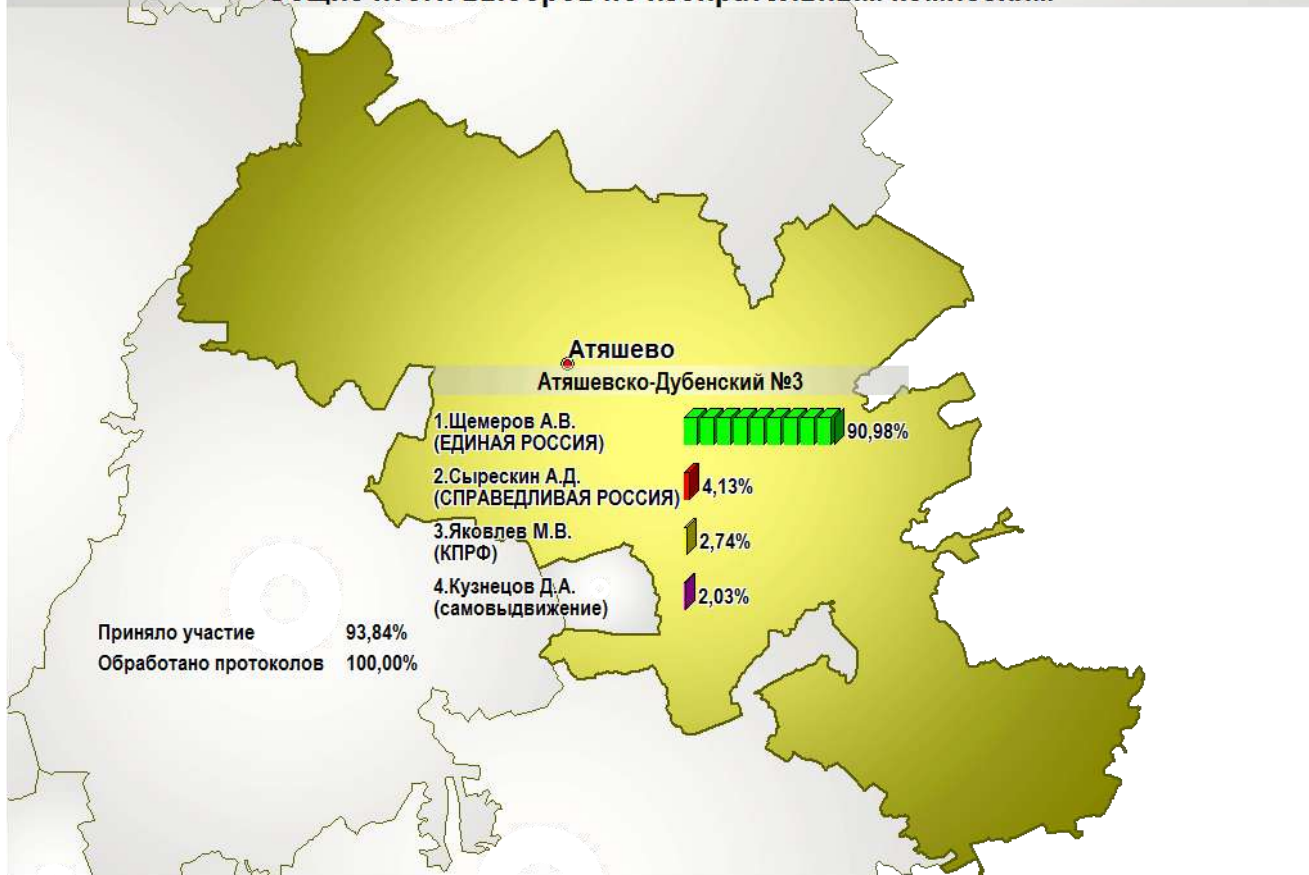 Атяшево
Атяшевско-Дубенский №3
1.Щемеров А.В.
(ЕДИНАЯ РОССИЯ)
90,98%
2.Сырескин А.Д.
(СПРАВЕДЛИВАЯ РОССИЯ)
4,13%
3.Яковлев М.В.
(КПРФ)
2,74%
4.Кузнецов Д.А.
(самовыдвижение)
2,03%
Приняло участие 93,84%
Обработано протоколов 100,00%